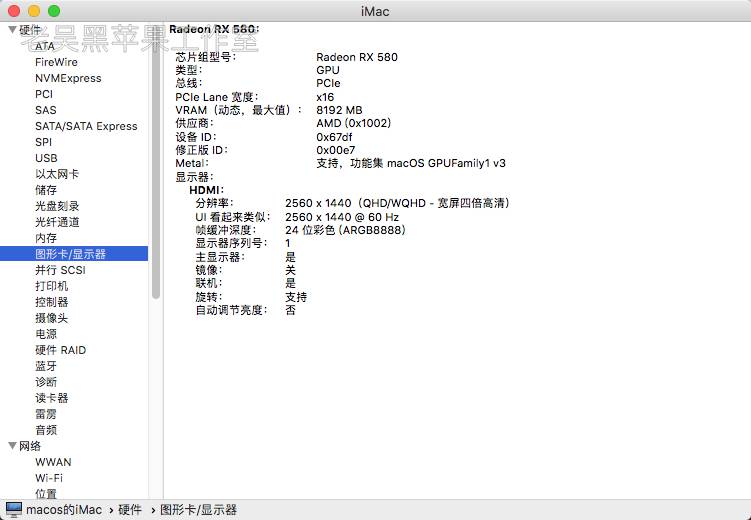 iMac
老吴黑苹果工作室
硬件
ATA
FireWire
NVMExpress
PCI
SAS
SATA/SATA Express
SPI
USB
以太网卡
储存
光盘刻录
光纤通道
内存
图形卡/显示器
并行 SCSI
打印机
控制器
摄像头
电源
硬件 RAID
蓝牙
诊断
读卡器
雷雳
音频
网络
WWAN
Wi-Fi
位置
Radeon RX 580：
芯片组型号： Radeon RX 580
类型： GPU
总线： PCIe
PCIe Lane 宽度： x16
VRAM（动态，最大值）： 8192 MB
供应商： AMD (0x1002)
设备 ID： 0x67df
修正版 ID： 0x00e7
Metal： 支持，功能集 macOS GPUFamily1 v3
显示器：
HDMI：
分辨率： 2560 x 1440（QHD/WQHD - 宽屏四倍高清）
UI 看起来类似： 2560 x 1440 @ 60 Hz
帧缓冲深度： 24 位彩色 (ARGB8888)
显示器序列号： 1
主显示器： 是
镜像： 关
联机： 是
旋转： 支持
自动调节亮度： 否
macos的iMac › 硬件 › 图形卡/显示器